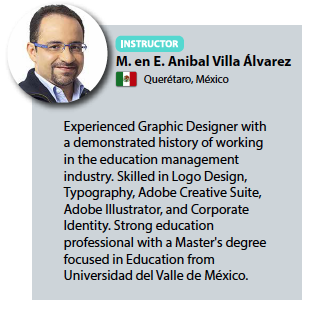 INSTRUCTOR
M. en E. Anibal Villa Álvarez
Querétaro, México
Experienced Graphic Designer with
a demonstrated history of working
in the education management
industry. Skilled in Logo Design,
Typography, Adobe Creative Suite,
Adobe Illustrator, and Corporate
Identity. Strong education
professional with a Master's degree
focused in Education from
Universidad del Valle de México.